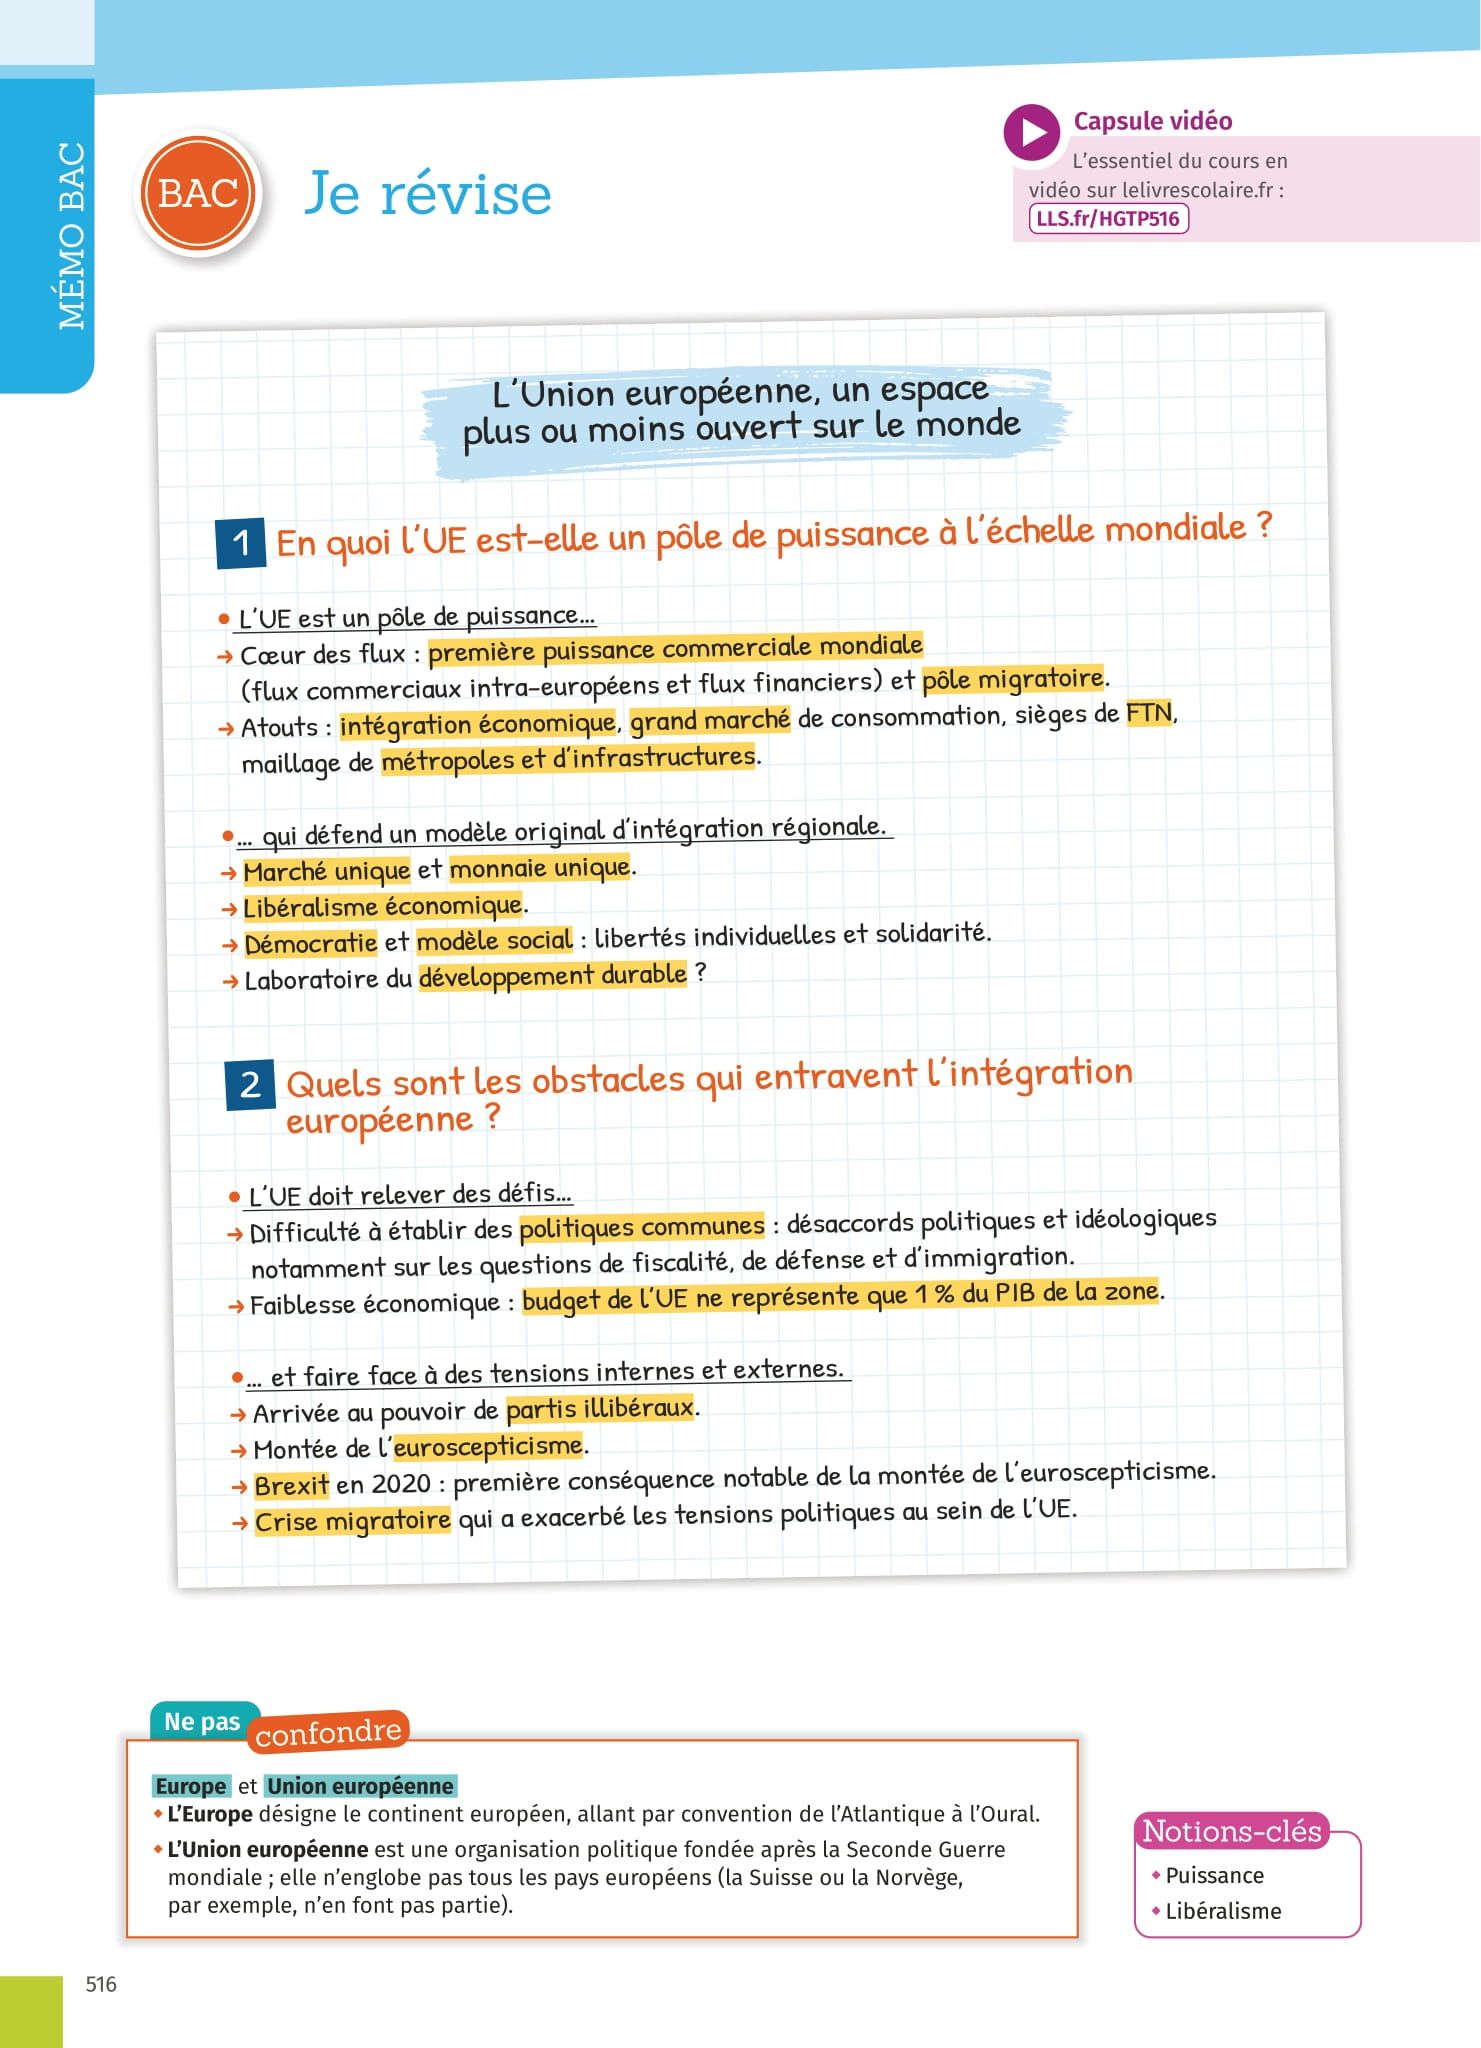 MÉMO BAC
BAC
Je révise
Capsule vidéo
L'essentiel du cours en
vidéo sur lelivrescolaire.fr :
LLS.fr/HGTP516
L'Union européenne, un espace
plus ou moins ouvert sur le monde
1 En quoi l'UE est-elle un pôle de puissance à l'échelle mondiale ?
• L'UE est un pôle de puissance...
→ Cœur des flux : première puissance commerciale mondiale
(flux commerciaux intra-européens et flux financiers) et pôle migratoire.
→ Atouts : intégration économique, grand marché de consommation, sièges de FTN,
maillage de métropoles et d'infrastructures.
• ... qui défend un modèle original d'intégration régionale.
→ Marché unique et monnaie unique.
→ Libéralisme économique.
→ Démocratie et modèle social : libertés individuelles et solidarité.
→ Laboratoire du développement durable ?
2 Quels sont les obstacles qui entravent l'intégration
européenne ?
• L'UE doit relever des défis...
→ Difficulté à établir des politiques communes : désaccords politiques et idéologiques
notamment sur les questions de fiscalité, de défense et d'immigration.
→ Faiblesse économique : budget de l'UE ne représente que 1 % du PIB de la zone.
• ... et faire face à des tensions internes et externes.
→ Arrivée au pouvoir de partis illibéraux.
→ Montée de l'euroscepticisme.
→ Brexit en 2020 : première conséquence notable de la montée de l'euroscepticisme.
→ Crise migratoire qui a exacerbé les tensions politiques au sein de l'UE.
Ne pas confondre
Europe et Union européenne
• L'Europe désigne le continent européen, allant par convention de l'Atlantique à l'Oural.
• L'Union européenne est une organisation politique fondée après la Seconde Guerre
mondiale ; elle n'englobe pas tous les pays européens (la Suisse ou la Norvège,
par exemple, n'en font pas partie).
Notions-clés
• Puissance
• Libéralisme
516